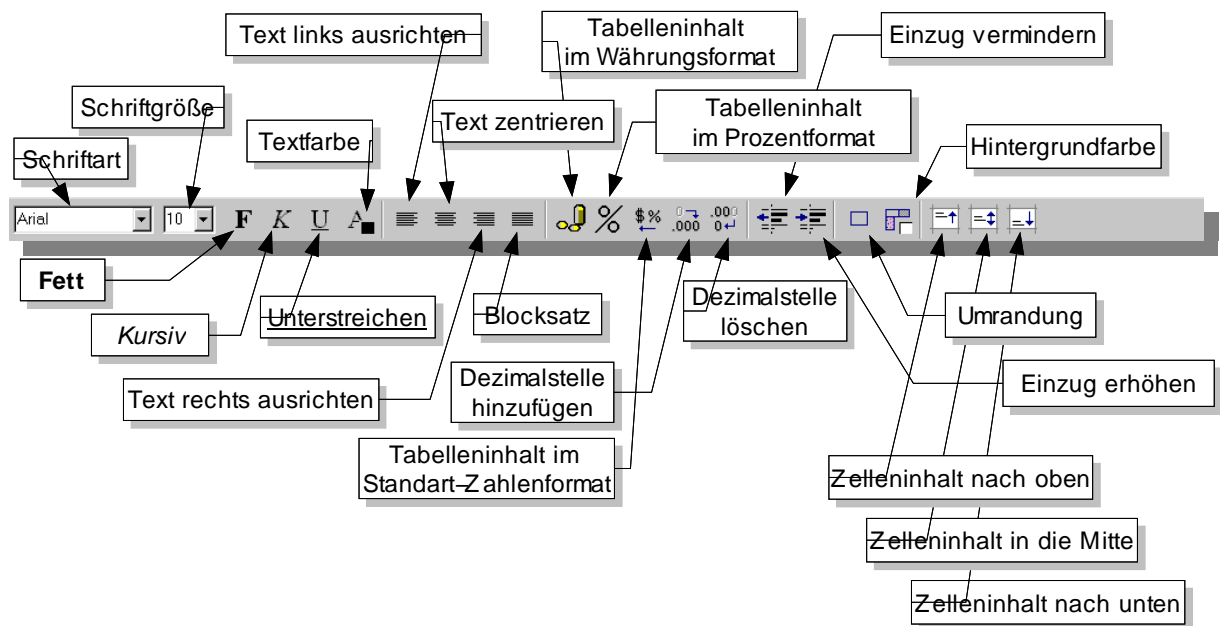 Text links ausrichten
Tabelleninhalt
im Währungsformat
Einzug vermindern
Schriftgröße
Text zentrieren
Tabelleninhalt
im Prozentformat
Schriftart
Textfarbe
Hintergrundfarbe
Arial 10 F K U A % $% 0 .000 .000 0
Fett
Kursiv
Unterstreichen
Blocksatz
Dezimalstelle
löschen
Umrandung
Text rechts ausrichten
Dezimalstelle
hinzufügen
Einzug erhöhen
Tabelleninhalt im
Standart–Zahlenformat
Zelleninhalt nach oben
Zelleninhalt in die Mitte
Zelleninhalt nach unten